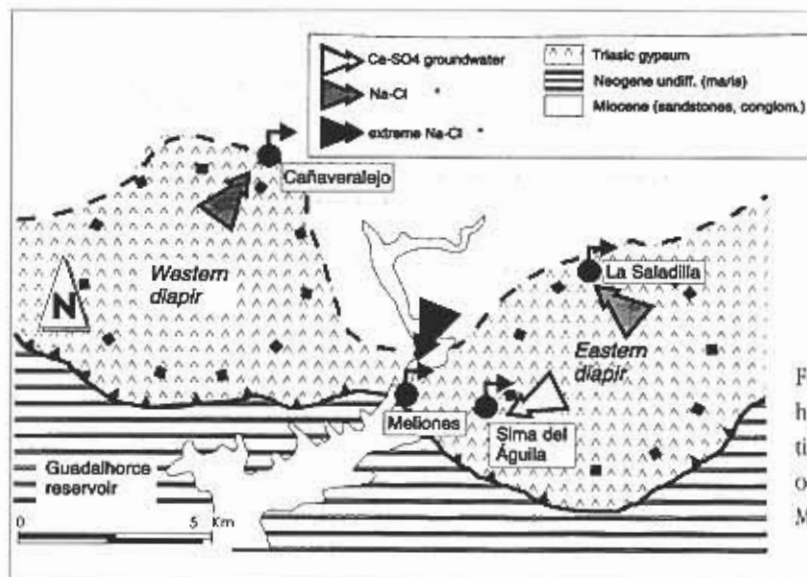 Ca-SO4 groundwater
Na-Cl "
extreme Na-Cl "
Triasic gypsum
Neogene undiff. (marls)
Miocene (sandstones, conglom.)
Cañaveralejo
Western
diapir
N
La Saladilla
Eastern
diapir
Meliones
Sima del
Águila
Guadalhorce
reservoir
0 5 Km
F
h
ti
o
M